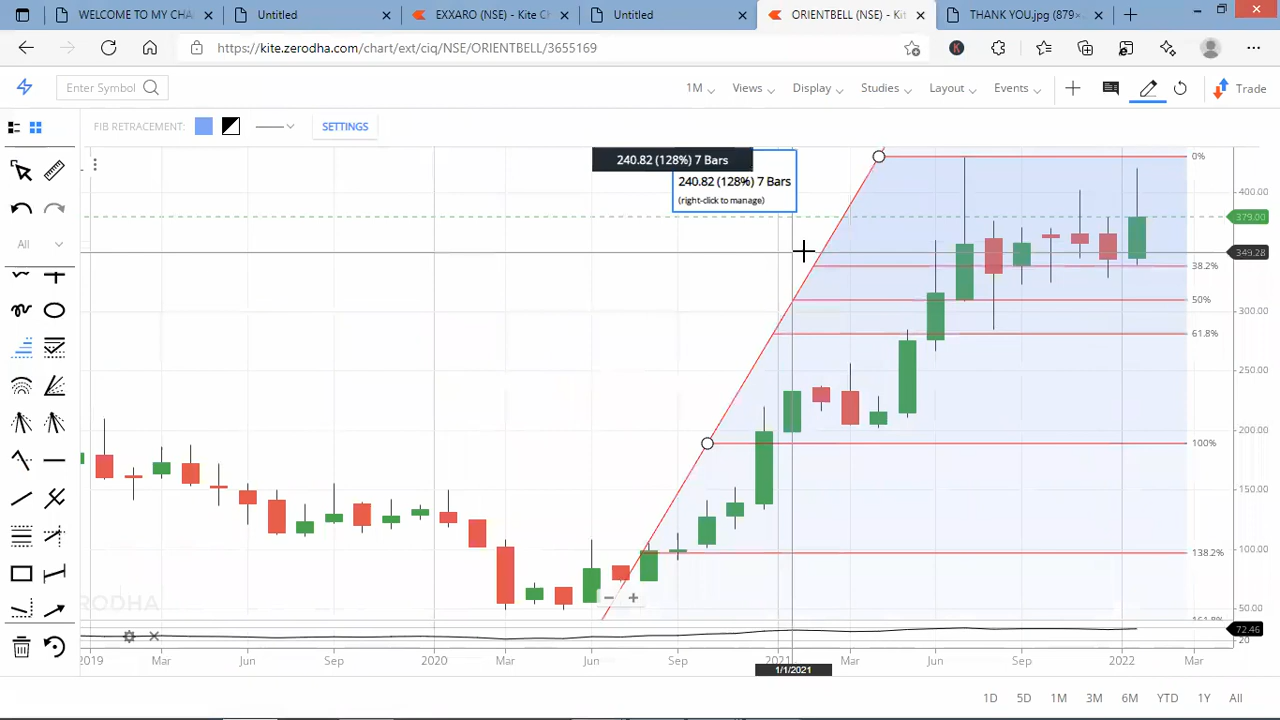 WELCOME TO MY CHA
Untitled
EXXARO (NSE) - Kite C
Untitled
ORIENTBELL (NSE) - Kit
THANK YOU.jpg (879×
https://kite.zerodha.com/chart/ext/ciq/NSE/ORIENTBELL/3655169
K
Enter Symbol
1M
Views
Display
Studies
Layout
Events
Trade
FIB RETRACEMENT:
SETTINGS
All
240.82 (128%) 7 Bars
240.82 (128%) 7 Bars
(right-click to manage)
0%
400.00
379.00
349.28
38.2%
50%
300.00
61.8%
250.00
200.00
100%
150.00
100.00
138.2%
50.00
RODHA
72.46
20
2019
Mar
Jun
Sep
2020
Mar
Jun
Sep
2021
Mar
Jun
Sep
2022
Mar
1/1/2021
1D
5D
1M
3M
6M
YTD
1Y
All